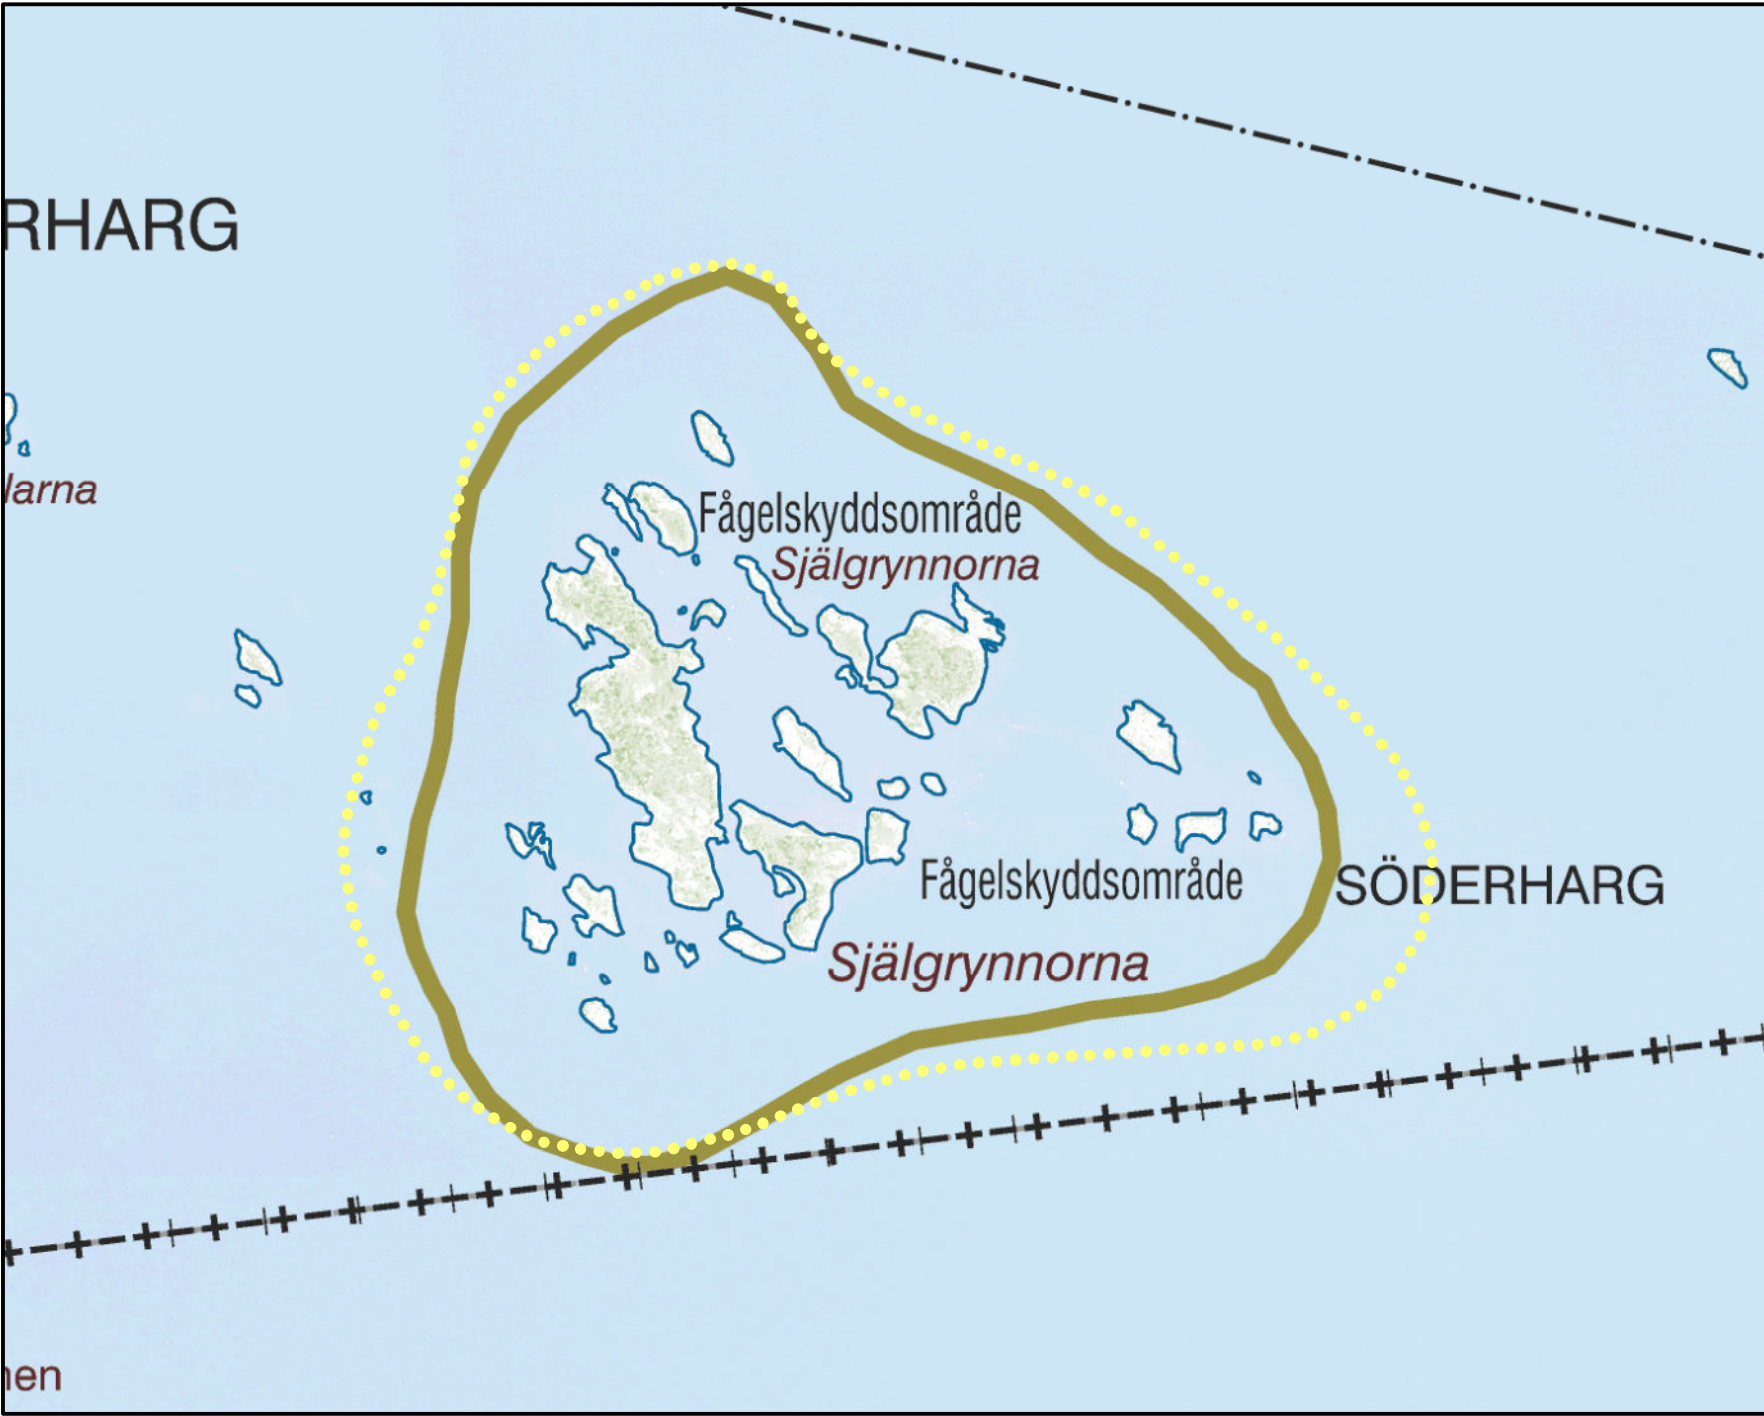 RHARG
larna
Fågelskyddsområde
Själgrynnorna
Fågelskyddsområde
SÖDERHARG
Själgrynnorna
nen